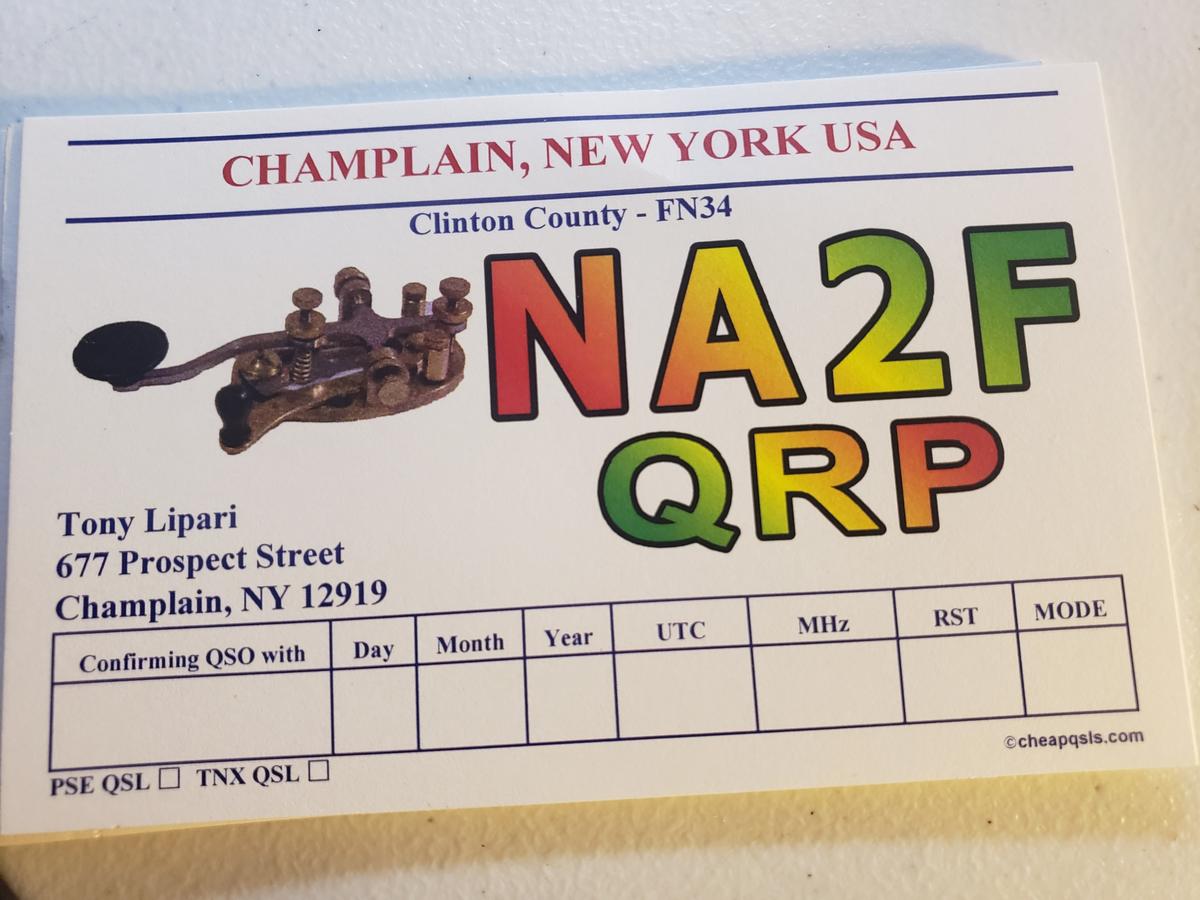 CHAMPLAIN, NEW YORK USA
Clinton County - FN34
NA2F
QRP
Tony Lipari
677 Prospect Street
Champlain, NY 12919
Confirming QSO with Day Month Year UTC MHz RST MODE
©cheapqsls.com
PSE QSL ☐ TNX QSL ☐